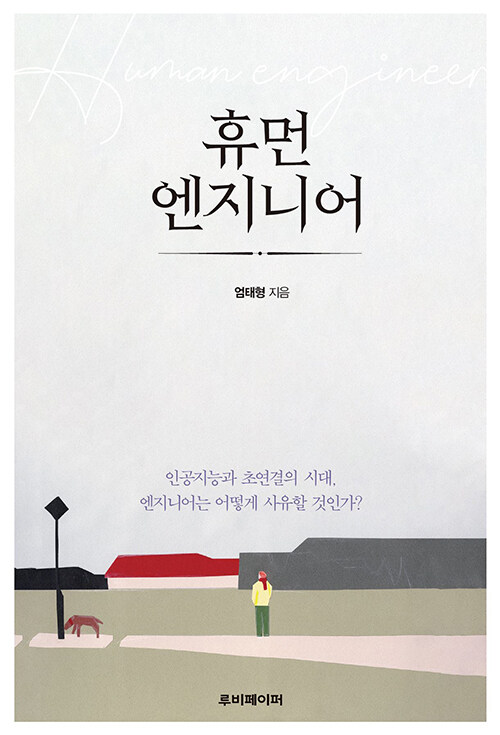 Human engineer
휴먼
엔지니어
엄태형 지음
인공지능과 초연결의 시대,
엔지니어는 어떻게 사유할 것인가?
루비페이퍼